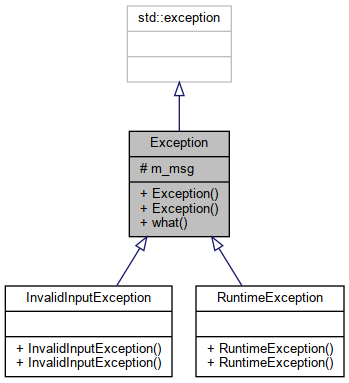 std::exception
Exception
# m_msg
+ Exception()
+ Exception()
+ what()
InvalidInputException
+ InvalidInputException()
+ InvalidInputException()
RuntimeException
+ RuntimeException()
+ RuntimeException()